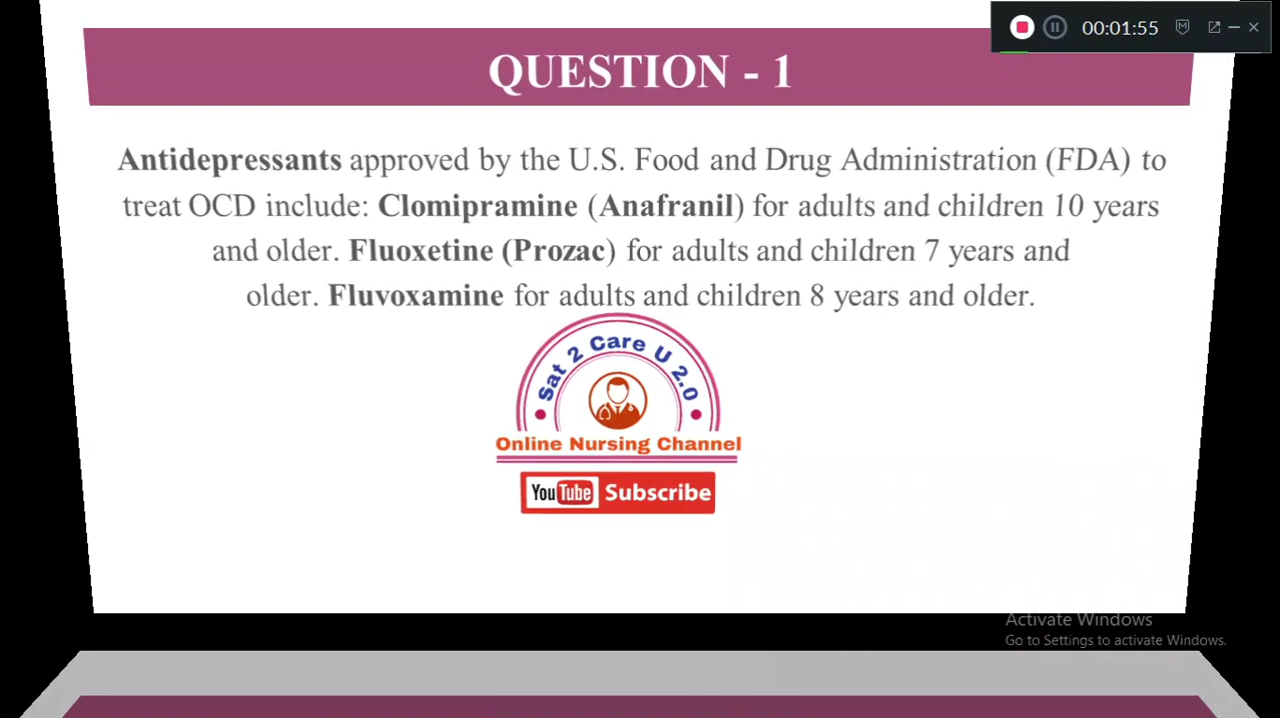 00:01:55
QUESTION - 1
Antidepressants approved by the U.S. Food and Drug Administration (FDA) to
treat OCD include: Clomipramine (Anafranil) for adults and children 10 years
and older. Fluoxetine (Prozac) for adults and children 7 years and
older. Fluvoxamine for adults and children 8 years and older.
Sat 2 Care U 2.0
Online Nursing Channel
YouTube Subscribe
Activate Windows
Go to Settings to activate Windows.